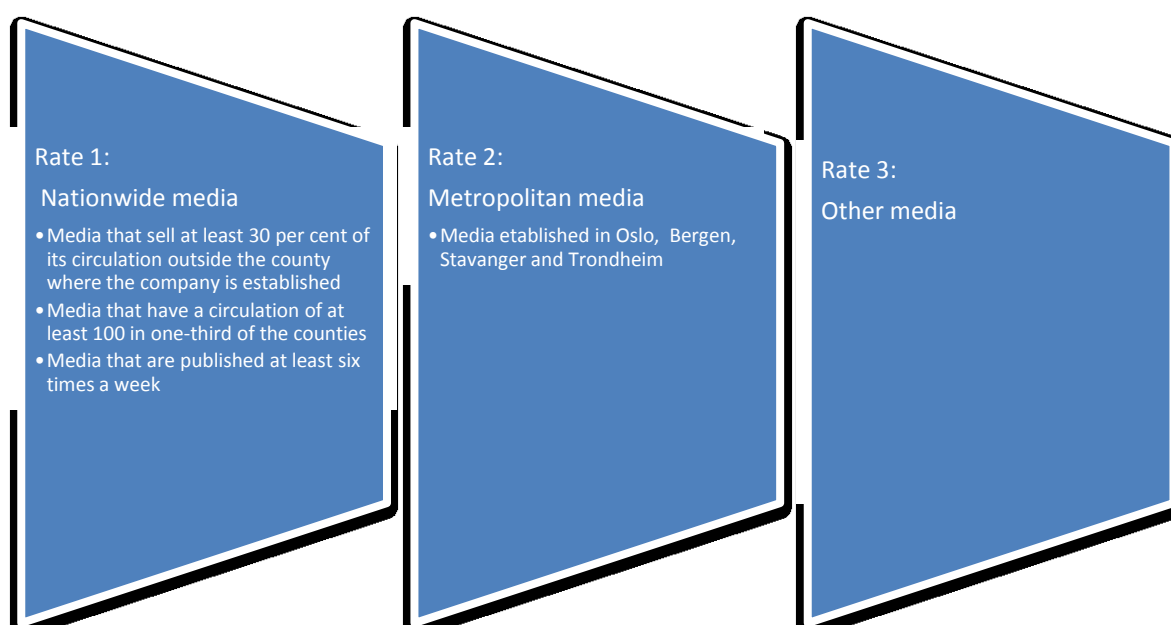 Rate 1:
Nationwide media
•Media that sell at least 30 per cent of
its circulation outside the county
where the company is established
•Media that have a circulation of at
least 100 in one-third of the counties
•Media that are published at least six
times a week
Rate 2:
Metropolitan media
•Media etablished in Oslo, Bergen,
Stavanger and Trondheim
Rate 3:
Other media